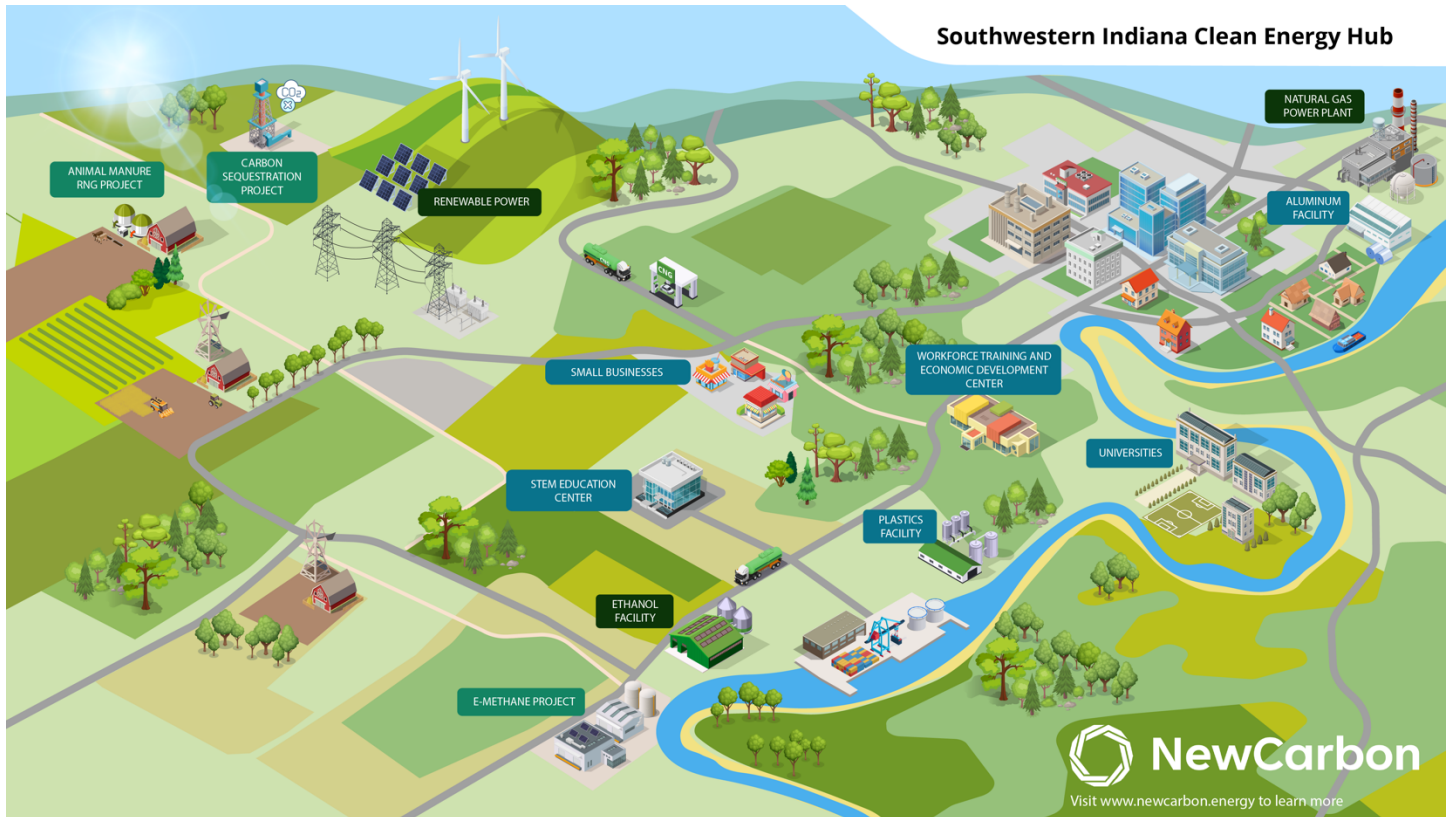 Southwestern Indiana Clean Energy Hub
NATURAL GAS
POWER PLANT
CO₂
CARBON
SEQUESTRATION
PROJECT
ANIMAL MANURE
RNG PROJECT
RENEWABLE POWER
ALUMINUM
FACILITY
CNG
CNG
SMALL BUSINESSES
WORKFORCE TRAINING AND
ECONOMIC DEVELOPMENT
CENTER
UNIVERSITIES
STEM EDUCATION
CENTER
PLASTICS
FACILITY
ETHANOL
FACILITY
E-METHANE PROJECT
NewCarbon
Visit www.newcarbon.energy to learn more